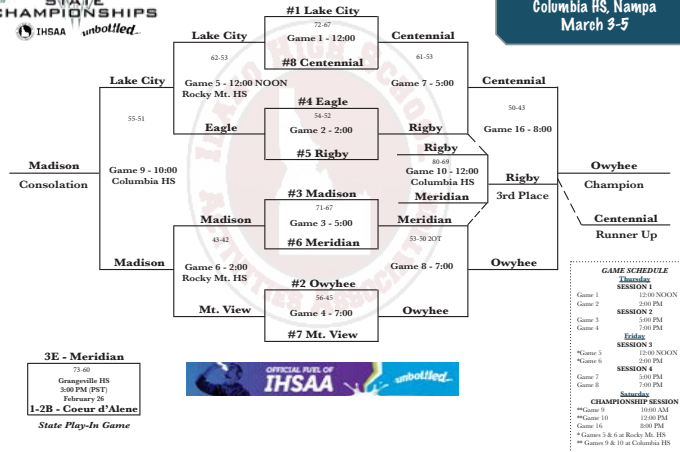 STATE
CHAMPIONSHIPS
IHSAA unbottled...
Columbia HS, Nampa
March 3-5
#1 Lake City
72-67
Game 1 - 12:00
#8 Centennial
Lake City
62-53
Game 5 - 12:00 NOON
Rocky Mt. HS
Eagle
#4 Eagle
54-52
Game 2 - 2:00
#5 Rigby
Centennial
61-53
Game 7 - 5:00
Rigby
Lake City
55-51
Game 9 - 10:00
Columbia HS
Madison
Madison
Consolation
Centennial
50-43
Game 16 - 8:00
Owyhee
Rigby
80-69
Game 10 - 12:00
Columbia HS
Meridian
Rigby
3rd Place
Owyhee
Champion
Centennial
Runner Up
#3 Madison
71-67
Game 3 - 5:00
#6 Meridian
Madison
43-42
Game 6 - 2:00
Rocky Mt. HS
Mt. View
#2 Owyhee
56-45
Game 4 - 7:00
#7 Mt. View
Meridian
53-50 2OT
Game 8 - 7:00
Owyhee
IDAHO HIGH SCHOOL ACTIVITIES ASSOCIATION
3E - Meridian
73-60
Grangeville HS
3:00 PM (PST)
February 26
1-2B - Coeur d'Alene
State Play-In Game
OFFICIAL FUEL OF
IHSAA
unbottled...
GAME SCHEDULE
Thursday
SESSION 1
Game 1 12:00 NOON
Game 2 2:00 PM
SESSION 2
Game 3 5:00 PM
Game 4 7:00 PM
Friday
SESSION 3
*Game 5 12:00 NOON
*Game 6 2:00 PM
SESSION 4
Game 7 5:00 PM
Game 8 7:00 PM
Saturday
CHAMPIONSHIP SESSION
**Game 9 10:00 AM
**Game 10 12:00 PM
Game 16 8:00 PM
* Games 5 & 6 at Rocky Mt. HS
** Games 9 & 10 at Columbia HS